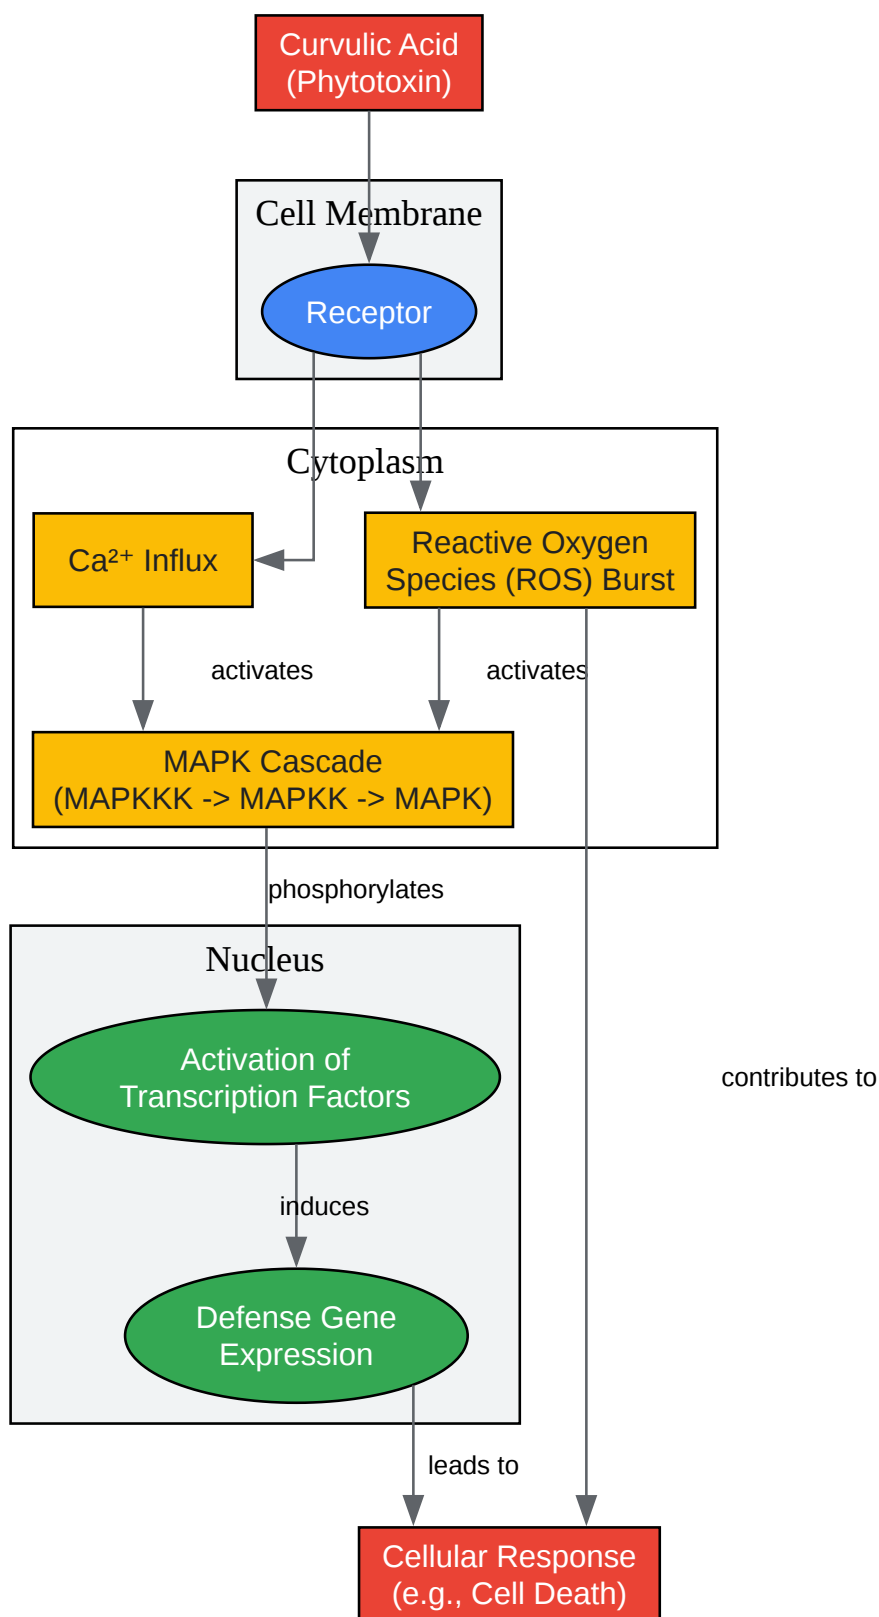 Curvulic Acid
(Phytotoxin)
Cell Membrane
Receptor
Cytoplasm
Ca²⁺ Influx
Reactive Oxygen
Species (ROS) Burst
activates
activates
MAPK Cascade
(MAPKKK -> MAPKK -> MAPK)
phosphorylates
Nucleus
Activation of
Transcription Factors
contributes to
induces
Defense Gene
Expression
leads to
Cellular Response
(e.g., Cell Death)